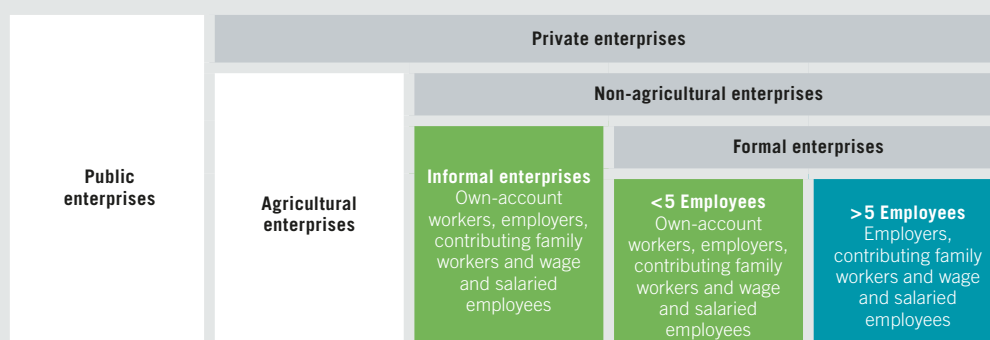 Private enterprises
Non-agricultural enterprises
Formal enterprises
Public
enterprises
Agricultural
enterprises
Informal enterprises
Own-account
workers, employers,
contributing family
workers and wage
and salaried
employees
<5 Employees
Own-account
workers, employers,
contributing family
workers and wage
and salaried
employees
>5 Employees
Employers,
contributing family
workers and wage
and salaried
employees